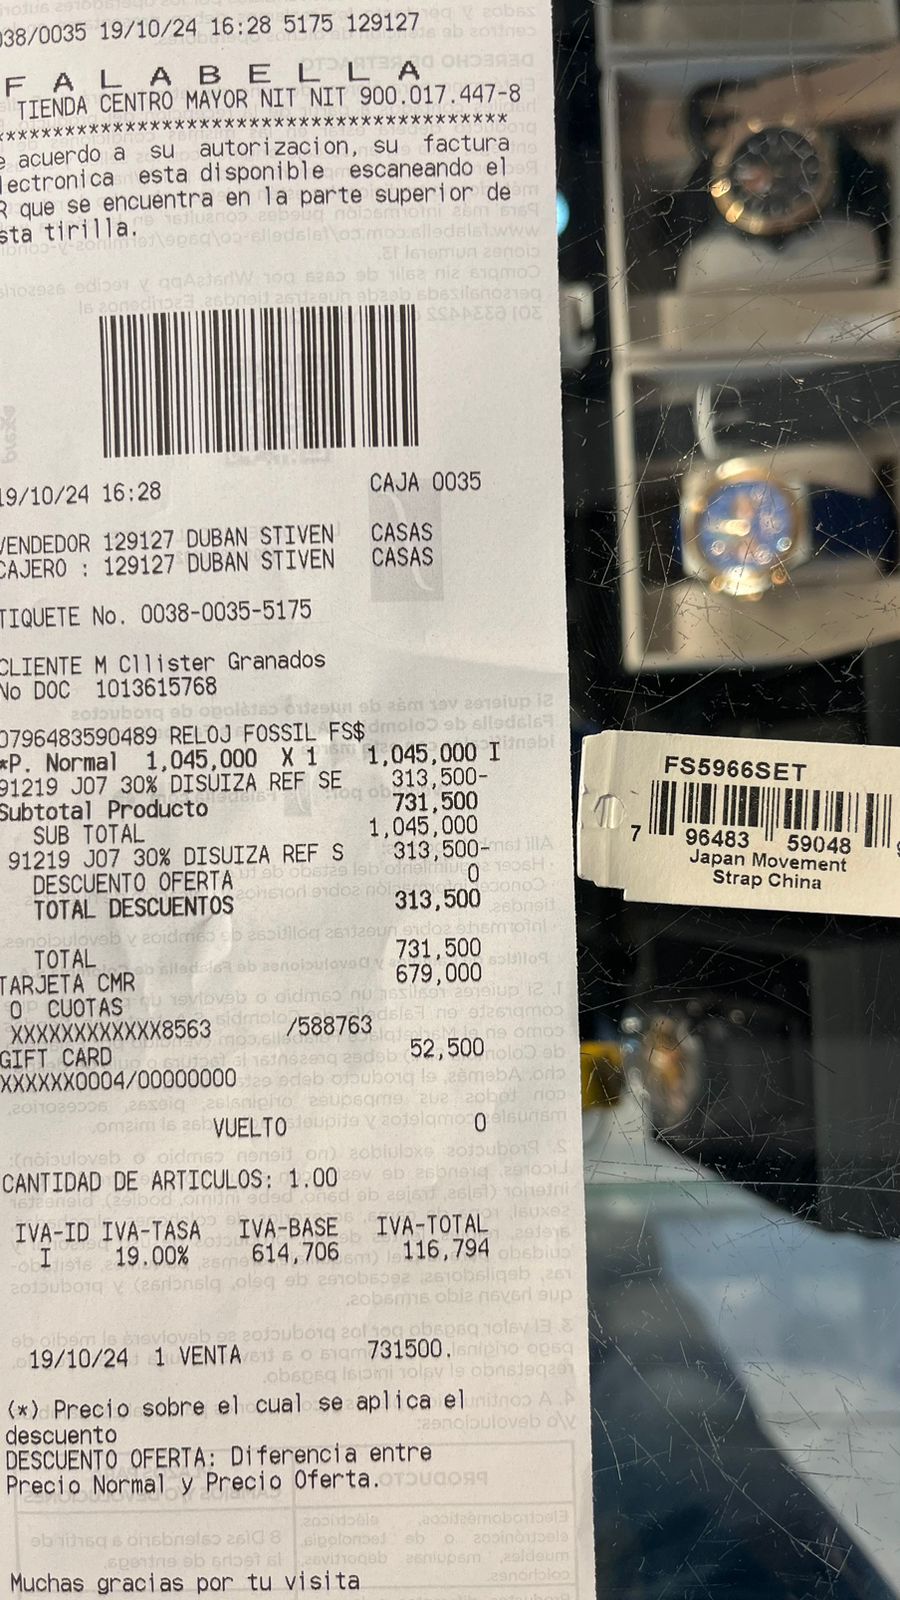 038/0035 19/10/24 16:28 5175 129127
F A L A B E L L A
TIENDA CENTRO MAYOR NIT NIT 900.017.447-8
e acuerdo a su autorizacion, su factura
lectronica esta disponible escaneando el
R que se encuentra en la parte superior de
sta tirilla.
19/10/24 16:28 CAJA 0035
VENDEDOR 129127 DUBAN STIVEN CASAS
CAJERO : 129127 DUBAN STIVEN CASAS
TIQUETE No. 0038-0035-5175
CLIENTE M Cllister Granados
No DOC 1013615768
0796483590489 RELOJ FOSSIL FS$
*P. Normal 1,045,000 X 1 1,045,000 I
91219 J07 30% DISUIZA REF SE 313,500-
Subtotal Producto 731,500
SUB TOTAL 1,045,000
91219 J07 30% DISUIZA REF S 313,500-
DESCUENTO OFERTA 0
TOTAL DESCUENTOS 313,500
TOTAL 731,500
TARJETA CMR 679,000
0 CUOTAS
XXXXXXXXXXXX8563 /588763
GIFT CARD 52,500
XXXXXX0004/00000000
VUELTO 0
CANTIDAD DE ARTICULOS: 1.00
IVA-ID IVA-TASA IVA-BASE IVA-TOTAL
I 19.00% 614,706 116,794
19/10/24 1 VENTA 731500.
(*) Precio sobre el cual se aplica el
descuento
DESCUENTO OFERTA: Diferencia entre
Precio Normal y Precio Oferta.
Muchas gracias por tu visita
FS5966SET
7 96483 59048
Japan Movement
Strap China